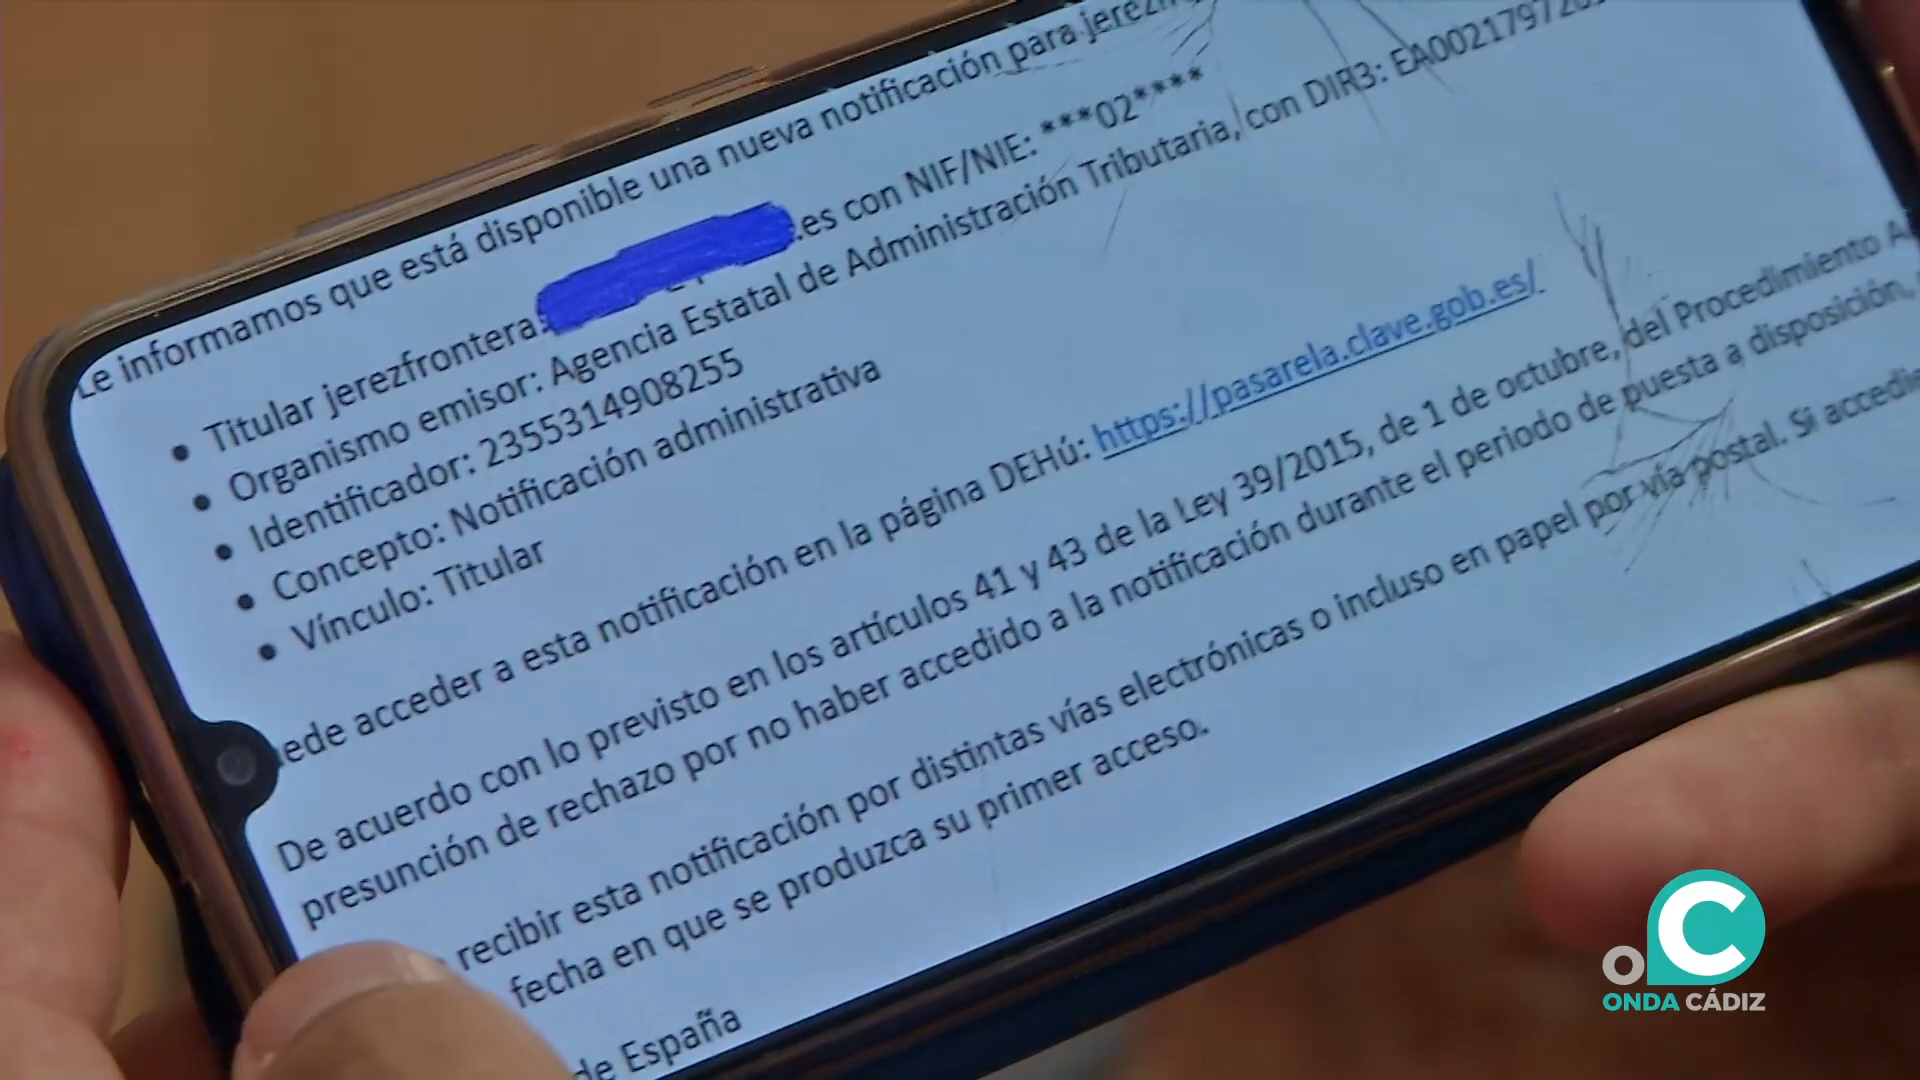 Le informamos que está disponible una nueva notificación para
Titular jerezfrontera. .es con NIF/NIE: ***02****
Organismo emisor: Agencia Estatal de Administración Tributaria, con DIR3:
Identificador: 2355314908255
Concepto: Notificación administrativa
Vínculo: Titular
uede acceder a esta notificación en la página DEHú: https://pasarela.clave.gob.es/
De acuerdo con lo previsto en los artículos 41 y 43 de la Ley 39/2015, de 1 de octubre, del Procedimiento A
presunción de rechazo por no haber accedido a la notificación durante el periodo de puesta a disposición,
recibir esta notificación por distintas vías electrónicas o incluso en papel por vía postal. Si accedi
fecha en que se produzca su primer acceso.
de España
OC
ONDA CÁDIZ